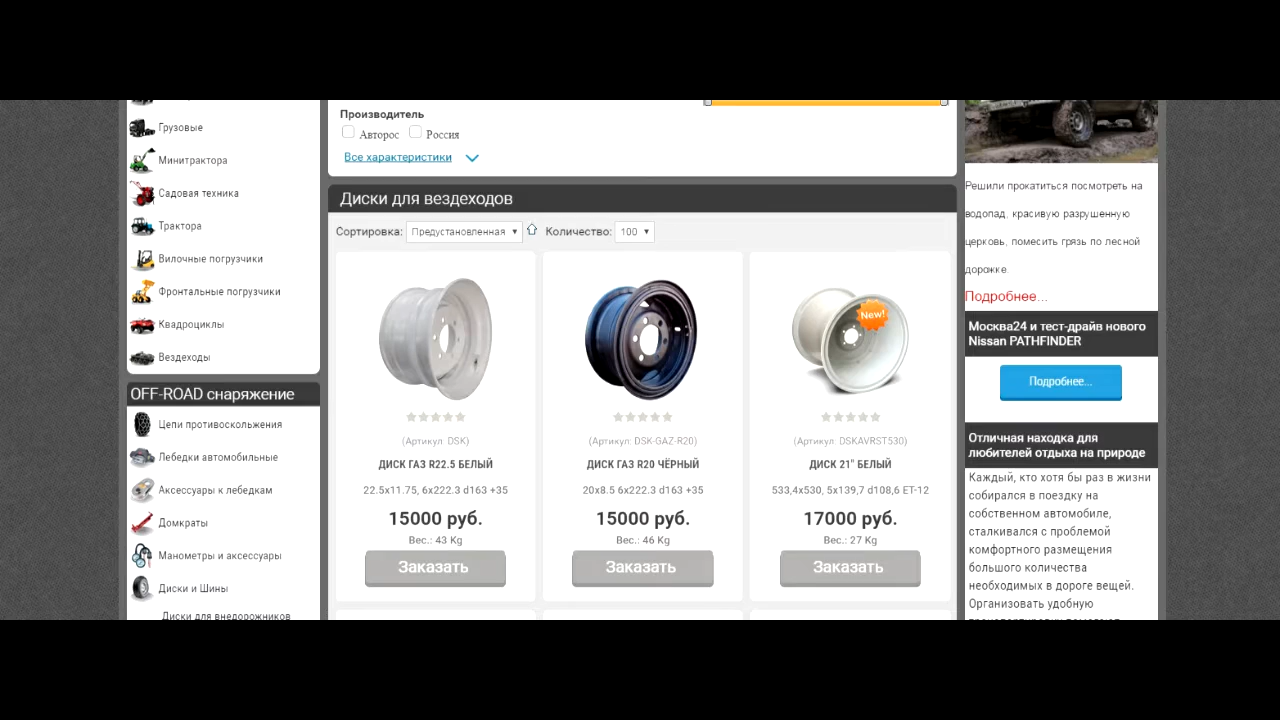 Грузовые
Минитрактора
Садовая техника
Трактора
Вилочные погрузчики
Фронтальные погрузчики
Квадроциклы
Вездеходы
OFF-ROAD снаряжение
Цепи противоскольжения
Лебедки автомобильные
Аксессуары к лебедкам
Домкраты
Манометры и аксессуары
Диски и Шины
Диски для внедорожников
Производитель
Авторос Россия
Все характеристики
Диски для вездеходов
Сортировка: Предустановленная Количество: 100
(Артикул: DSK)
ДИСК ГАЗ R22.5 БЕЛЫЙ
22.5x11.75, 6x222.3 d163 +35
15000 руб.
Вес.: 43 Kg
Заказать
(Артикул: DSK-GAZ-R20)
ДИСК ГАЗ R20 ЧЁРНЫЙ
20x8.5 6x222.3 d163 +35
15000 руб.
Вес.: 46 Kg
Заказать
New!
(Артикул: DSKAVRST530)
ДИСК 21" БЕЛЫЙ
533,4x530, 5x139,7 d108,6 ET-12
17000 руб.
Вес.: 27 Kg
Заказать
Решили прокатиться посмотреть на
водопад, красивую разрушенную
церковь, помесить грязь по лесной
дорожке.
Подробнее...
Москва24 и тест-драйв нового
Nissan PATHFINDER
Подробнее...
Отличная находка для
любителей отдыха на природе
Каждый, кто хотя бы раз в жизни
собирался в поездку на
собственном автомобиле,
сталкивался с проблемой
комфортного размещения
большого количества
необходимых в дороге вещей.
Организовать удобную